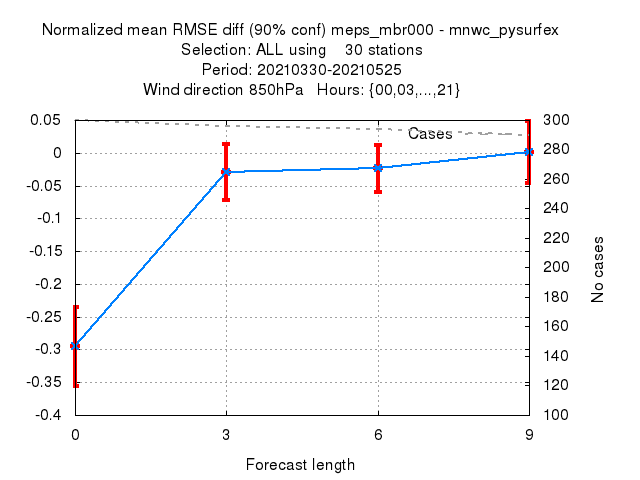 Normalized mean RMSE diff (90% conf) meps_mbr000 - mnwc_pysurfex
Selection: ALL using 30 stations
Period: 20210330-20210525
Wind direction 850hPa Hours: {00,03,...,21}
0.05
0
-0.05
-0.1
-0.15
-0.2
-0.25
-0.3
-0.35
-0.4
Cases
300
280
260
240
220
200
180
160
140
120
100
No cases
0 3 6 9
Forecast length